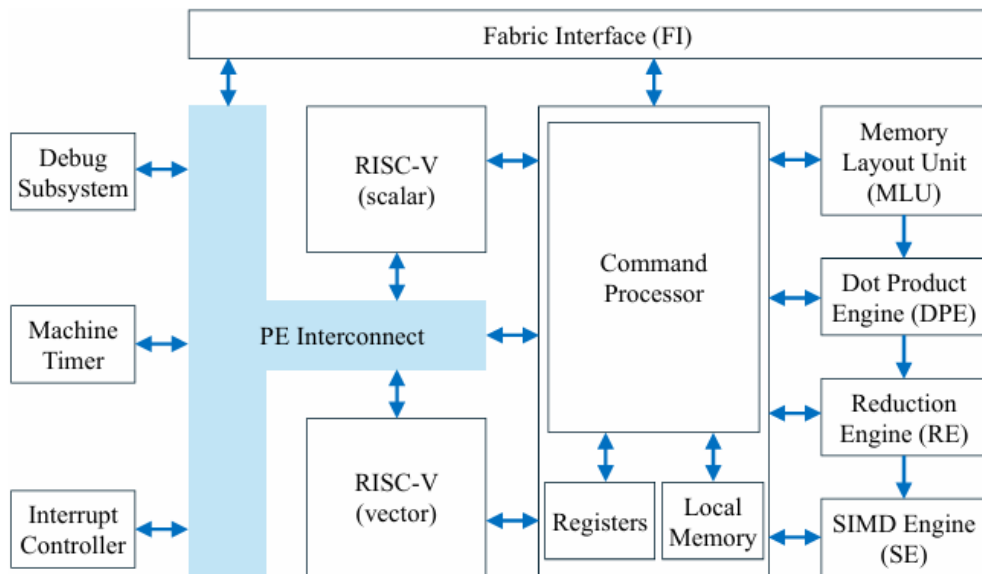 Fabric Interface (FI)
Debug
Subsystem
RISC-V
(scalar)
Memory
Layout Unit
(MLU)
Command
Processor
Dot Product
Engine (DPE)
Machine
Timer
PE Interconnect
Reduction
Engine (RE)
RISC-V
(vector)
Interrupt
Controller
Registers
Local
Memory
SIMD Engine
(SE)